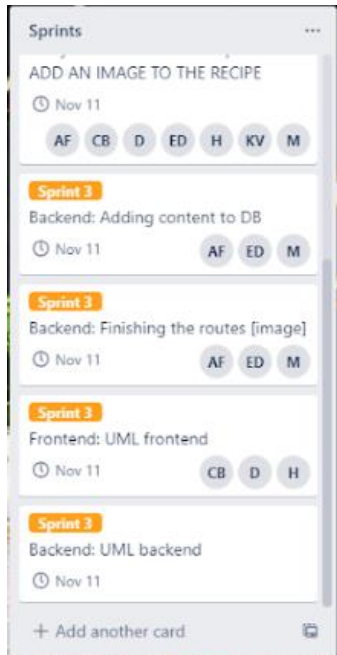 Sprints
ADD AN IMAGE TO THE RECIPE
Nov 11
AF CB D ED H KV M
Sprint 3
Backend: Adding content to DB
Nov 11 AF ED M
Sprint 3
Backend: Finishing the routes [image]
Nov 11 AF ED M
Sprint 3
Frontend: UML frontend
Nov 11 CB D H
Sprint 3
Backend: UML backend
Nov 11
+ Add another card